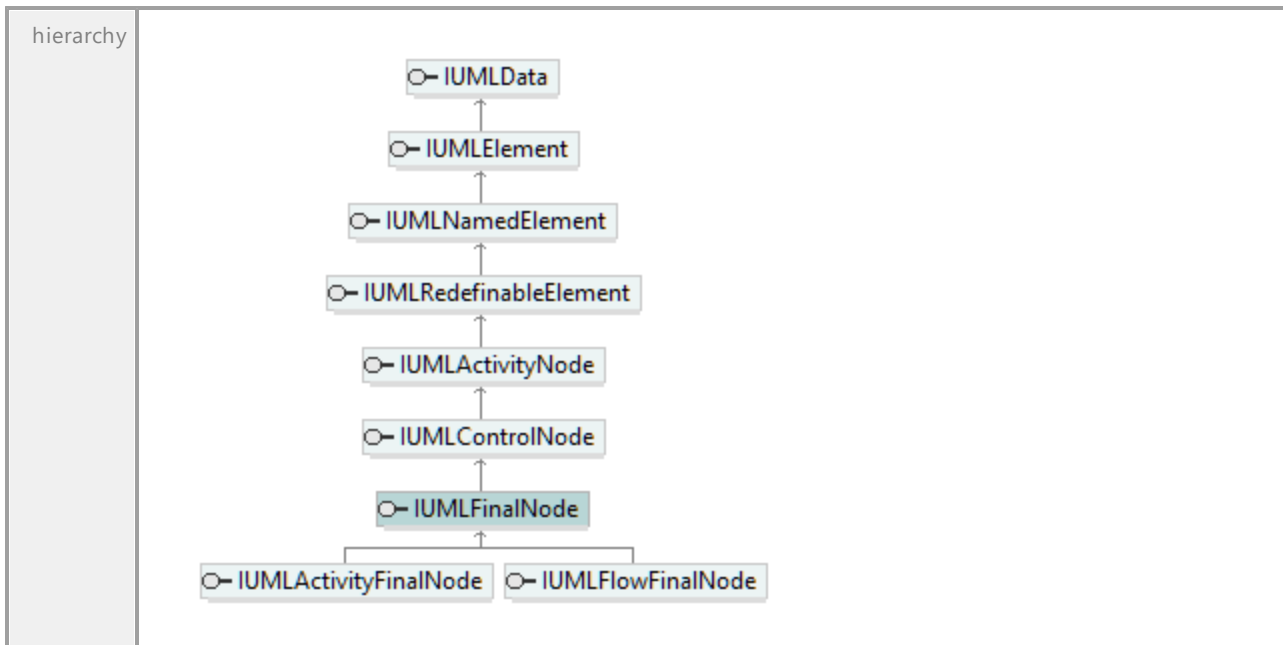 hierarchy
IUMLData
IUMLElement
IUMLNamedElement
IUMLRedefinableElement
IUMLActivityNode
IUMLControlNode
IUMLFinalNode
IUMLActivityFinalNode IUMLFlowFinalNode